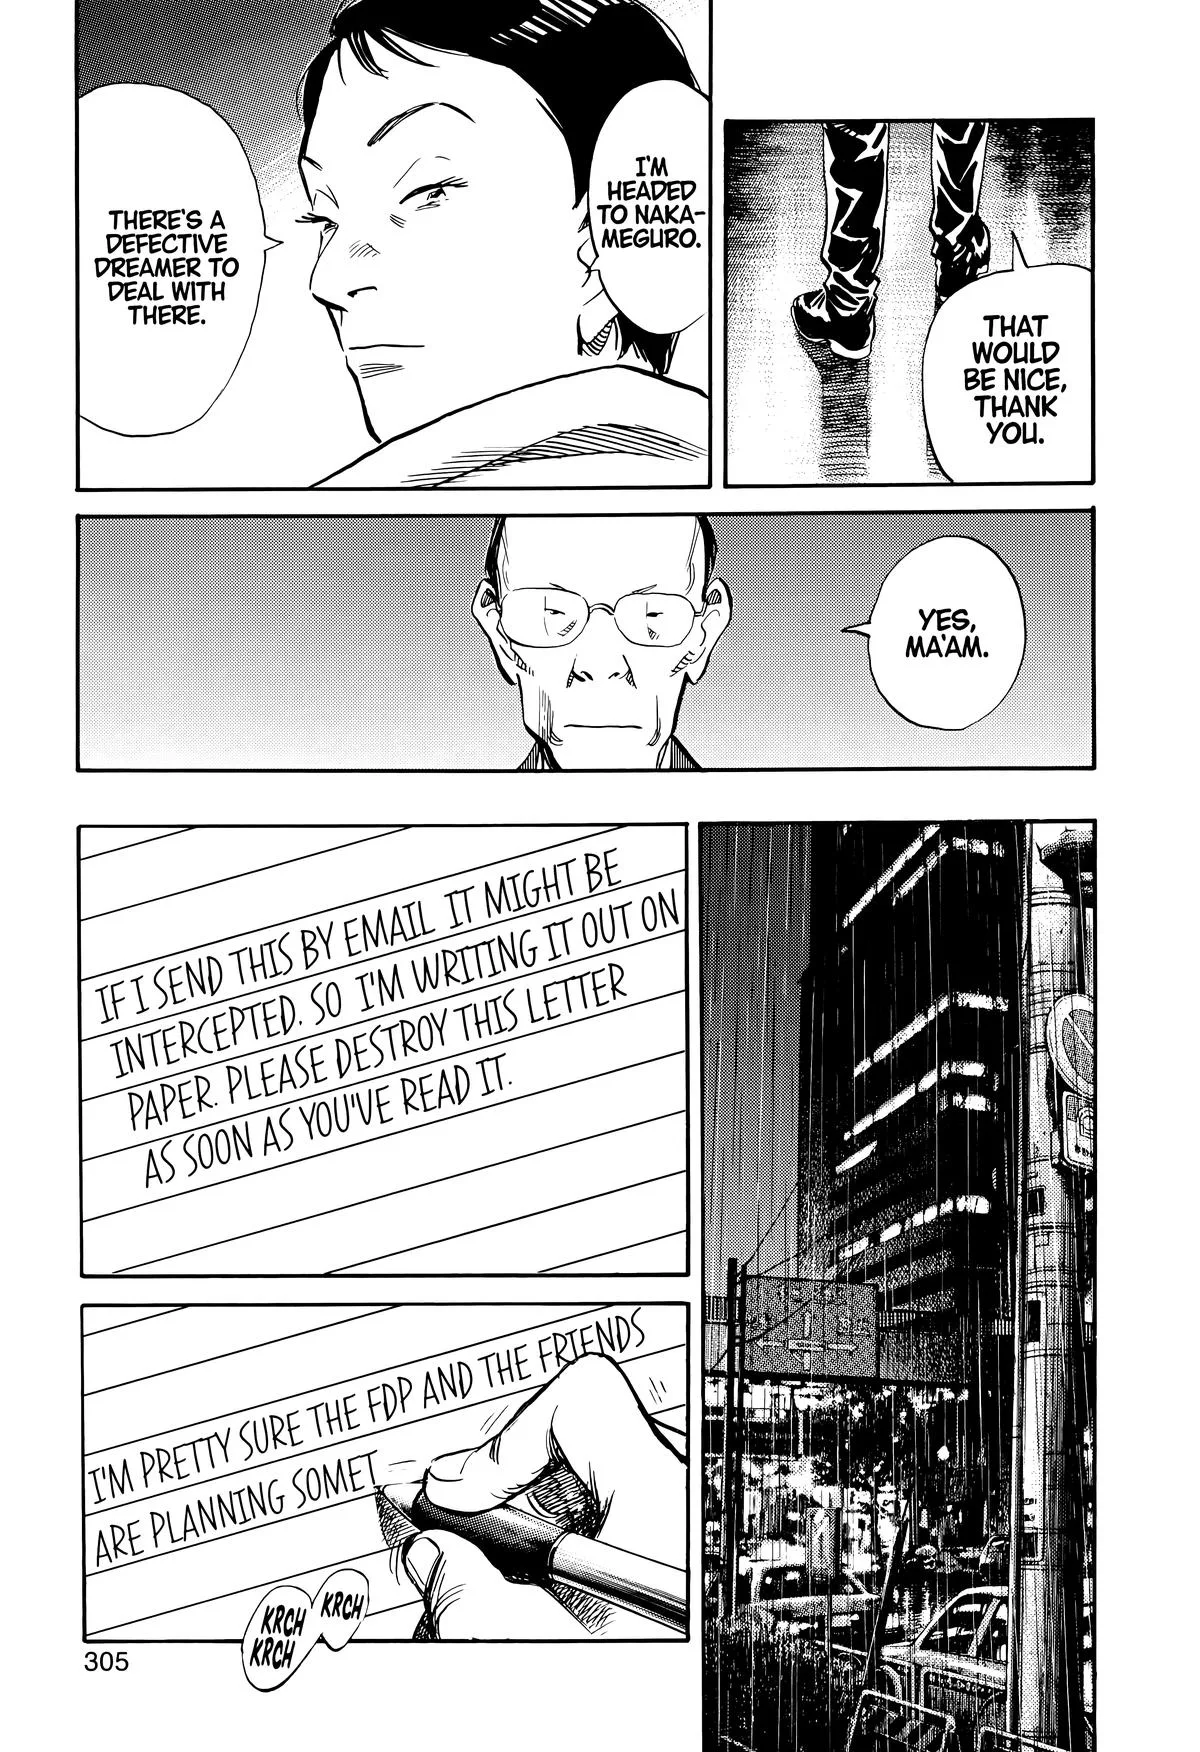 THAT
WOULD
BE NICE,
THANK
YOU.
I'M
HEADED
TO NAKA-
MEGURO.
THERE'S A
DEFECTIVE
DREAMER TO
DEAL WITH
THERE.
YES,
MA'AM.
IF I SEND THIS BY EMAIL IT MIGHT BE
INTERCEPTED. SO I'M WRITING IT OUT ON
PAPER. PLEASE DESTROY THIS LETTER
AS SOON AS YOU'VE READ IT.
I'M PRETTY SURE THE FDP AND THE FRIENDS
ARE PLANNING SOMET
KRCH
KRCH
KRCH
305